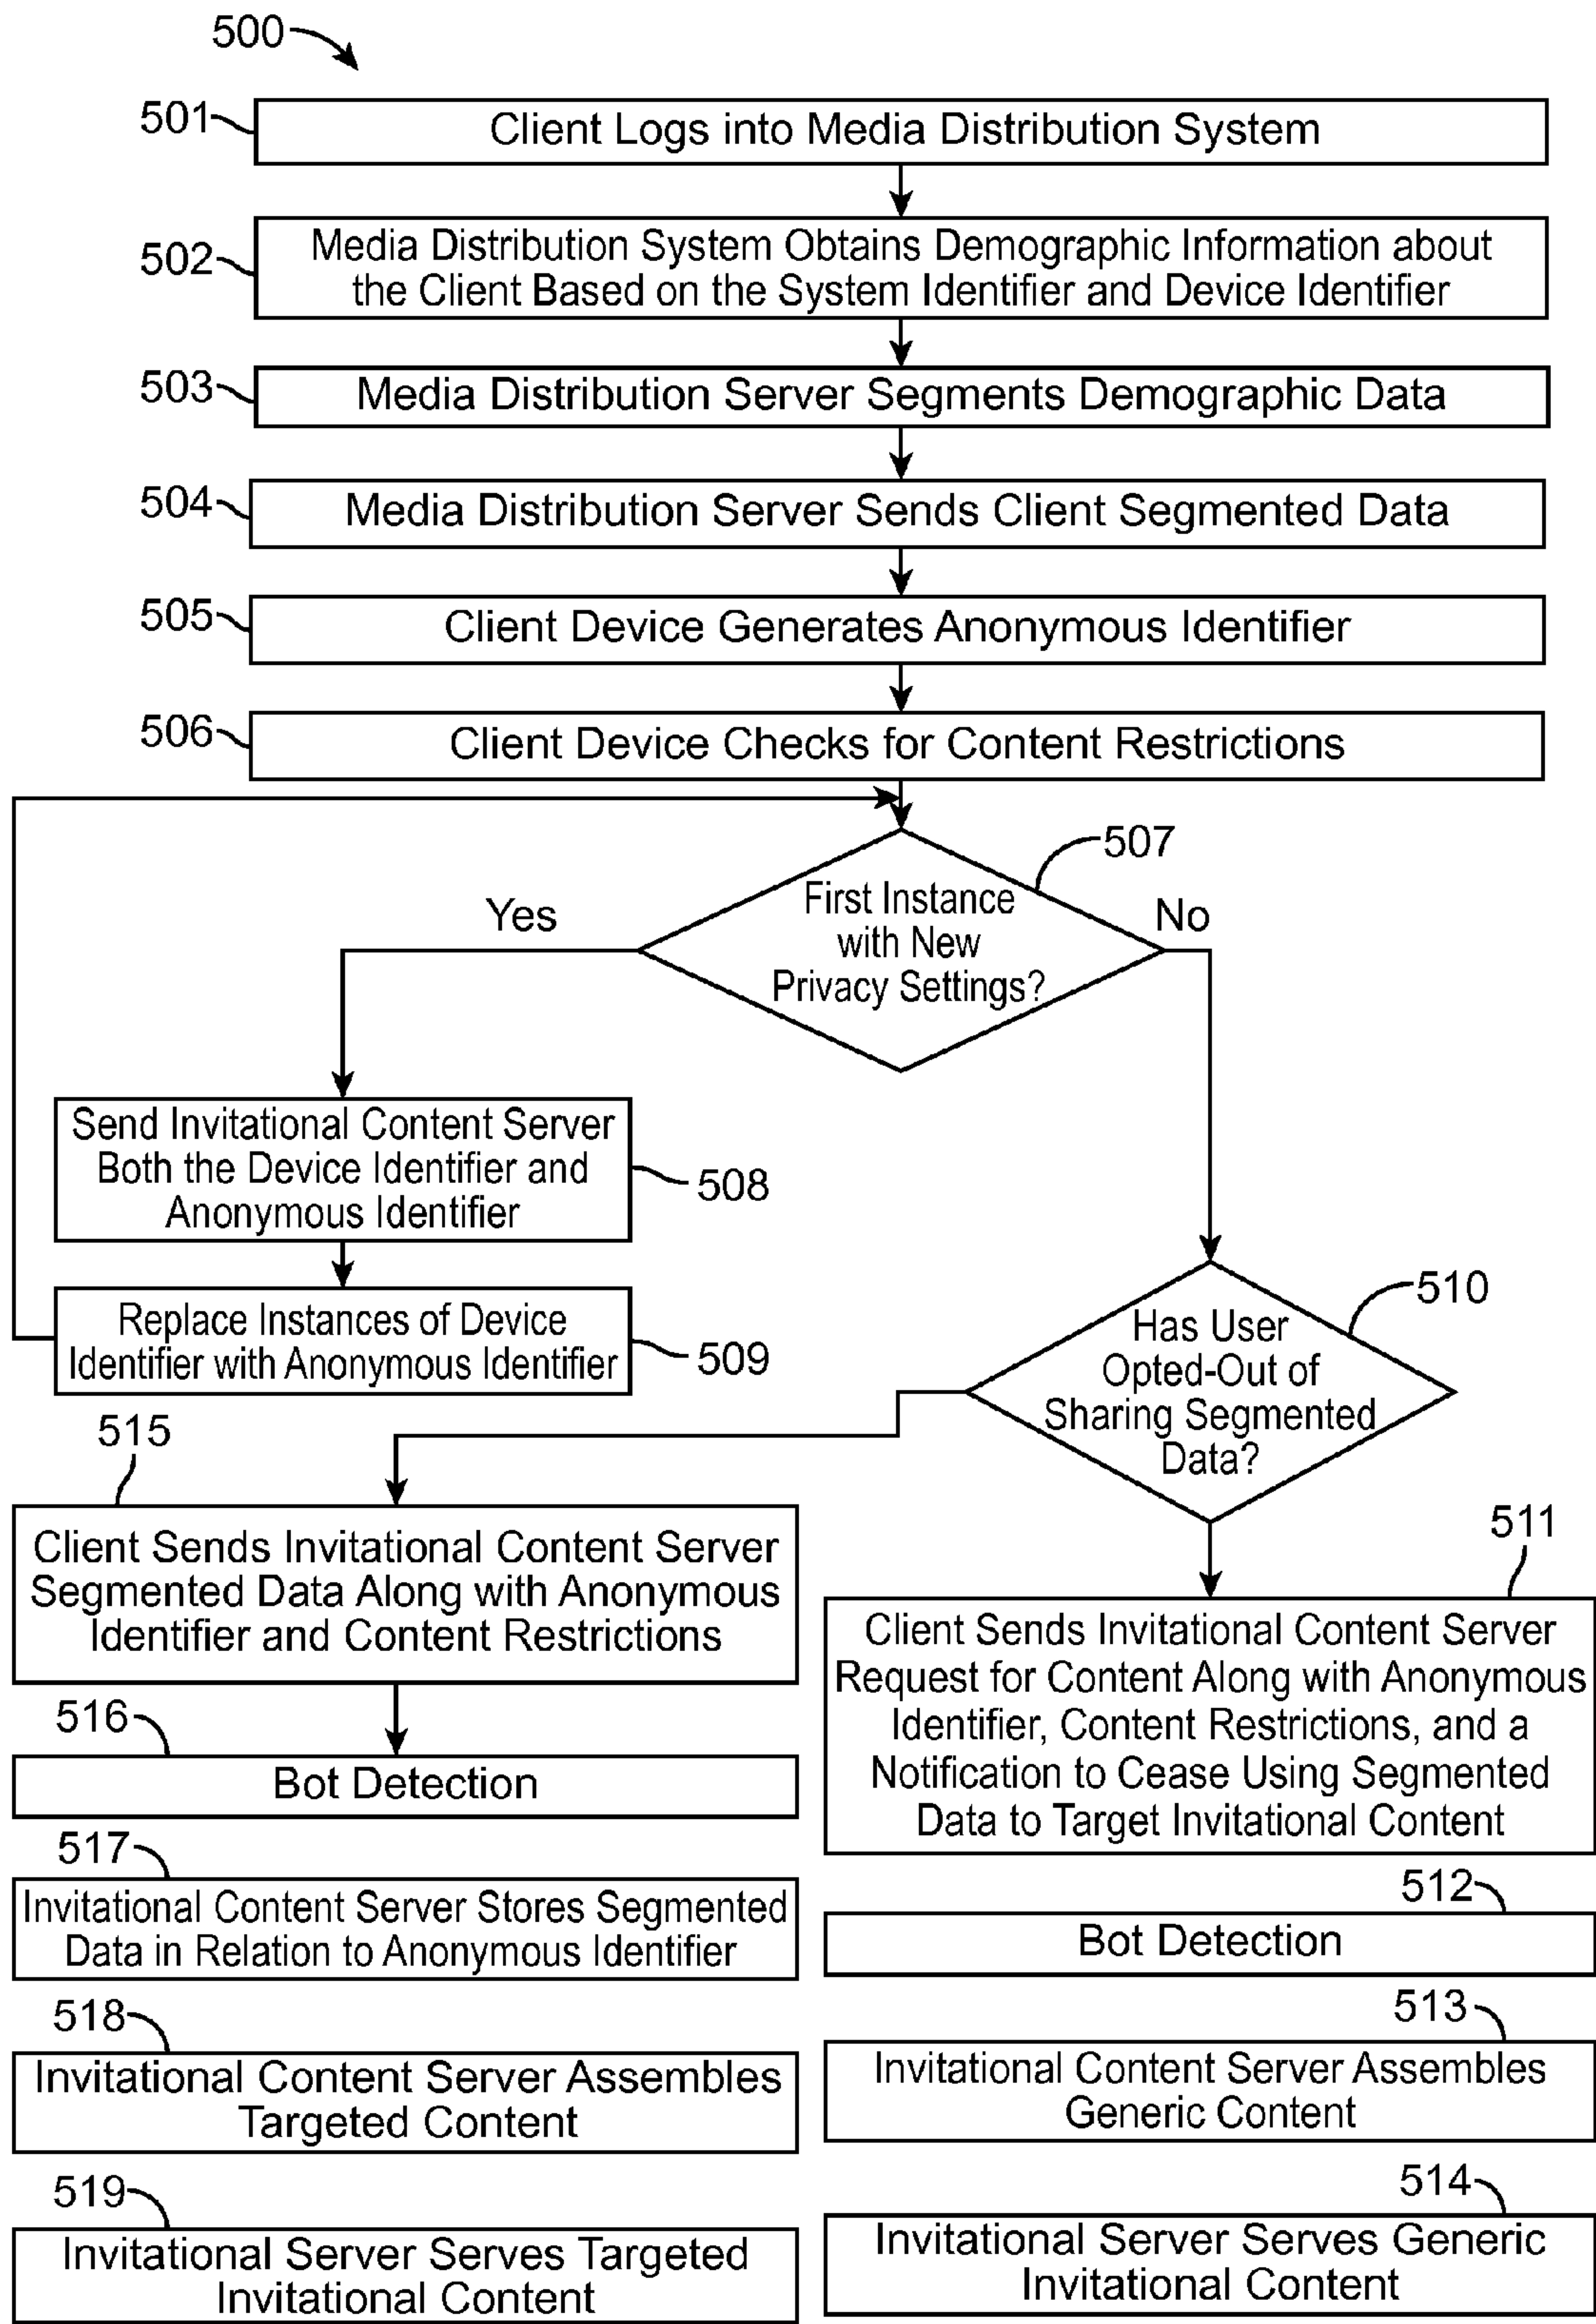 500
501
Client Logs into Media Distribution System
502
Media Distribution System Obtains Demographic Information about
the Client Based on the System Identifier and Device Identifier
503
Media Distribution Server Segments Demographic Data
504
Media Distribution Server Sends Client Segmented Data
505
Client Device Generates Anonymous Identifier
506
Client Device Checks for Content Restrictions
507
First Instance
with New
Privacy Settings?
Yes
No
Send Invitational Content Server
Both the Device Identifier and
Anonymous Identifier
508
Replace Instances of Device
Identifier with Anonymous Identifier
509
510
Has User
Opted-Out of
Sharing Segmented
Data?
515
Client Sends Invitational Content Server
Segmented Data Along with Anonymous
Identifier and Content Restrictions
516
Bot Detection
517
Invitational Content Server Stores Segmented
Data in Relation to Anonymous Identifier
518
Invitational Content Server Assembles
Targeted Content
519
Invitational Server Serves Targeted
Invitational Content
511
Client Sends Invitational Content Server
Request for Content Along with Anonymous
Identifier, Content Restrictions, and a
Notification to Cease Using Segmented
Data to Target Invitational Content
512
Bot Detection
513
Invitational Content Server Assembles
Generic Content
514
Invitational Server Serves Generic
Invitational Content